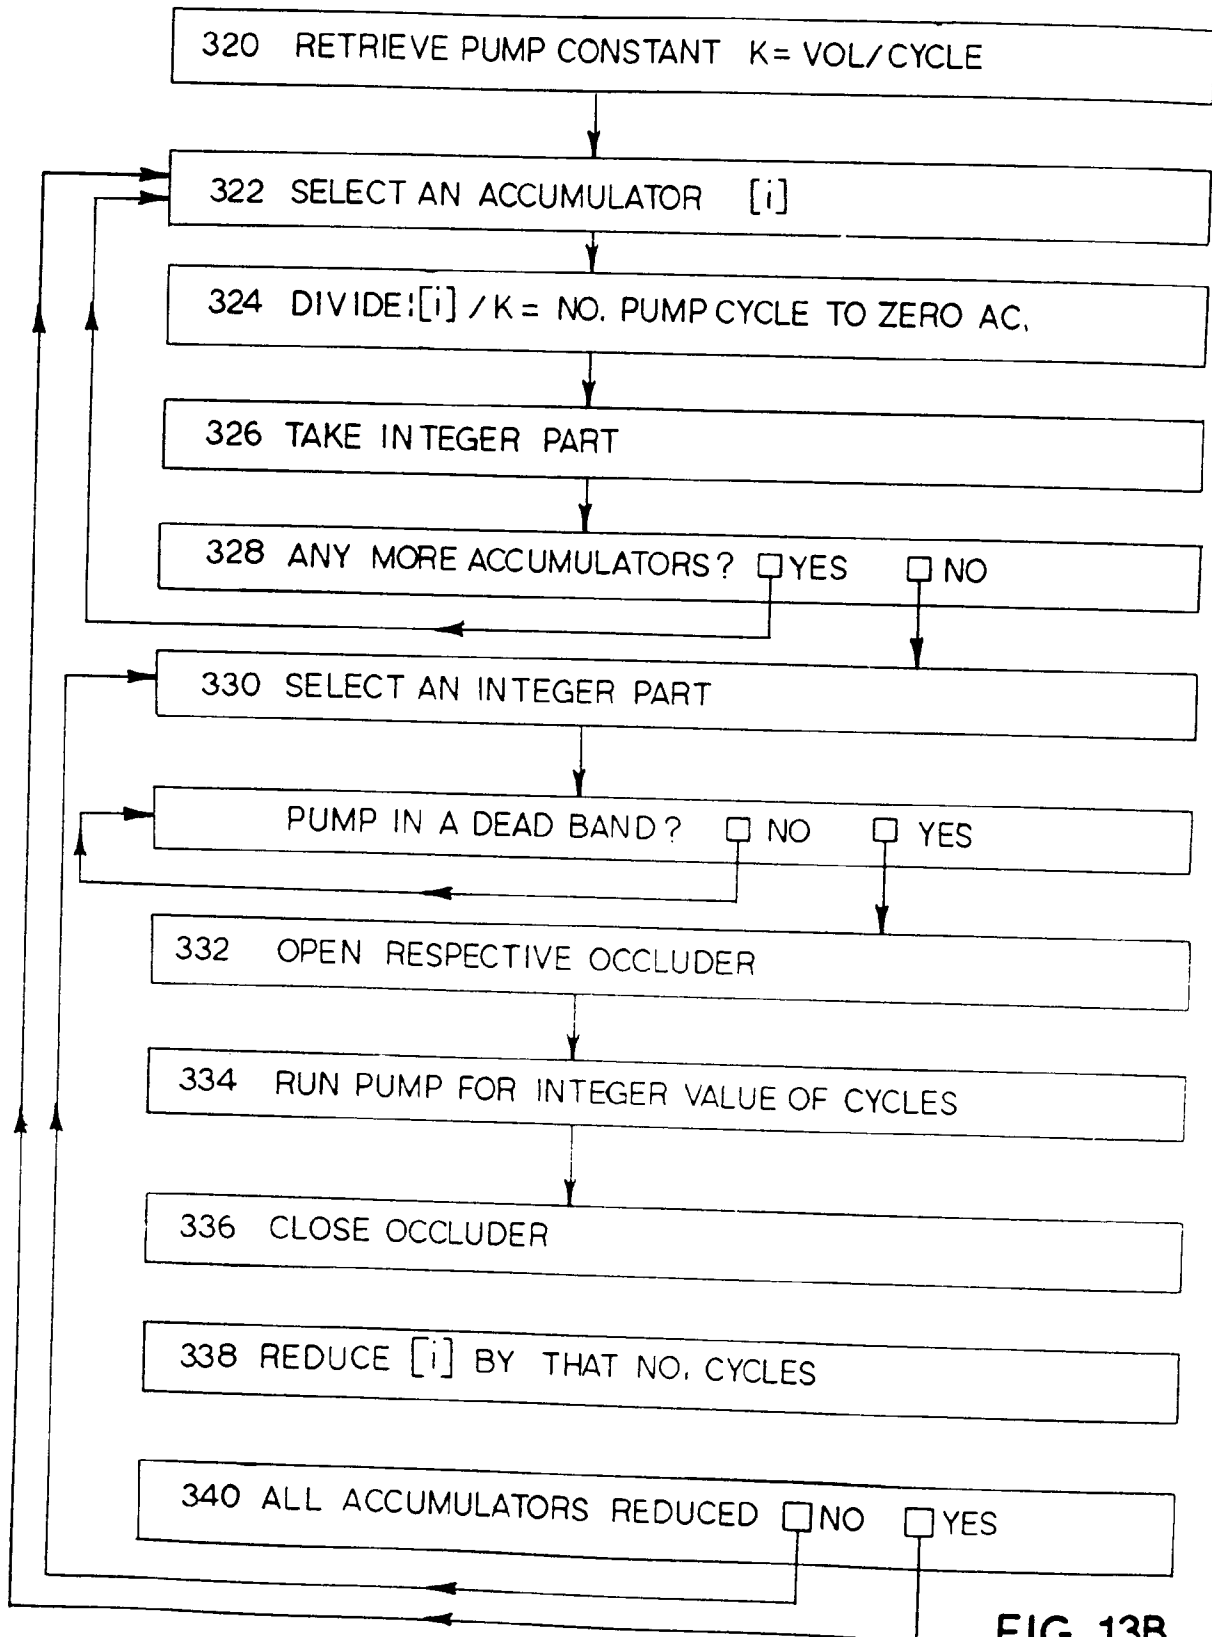 320 RETRIEVE PUMP CONSTANT K= VOL/CYCLE
322 SELECT AN ACCUMULATOR [i]
324 DIVIDE:[i] /K= NO. PUMP CYCLE TO ZERO AC.
326 TAKE INTEGER PART
328 ANY MORE ACCUMULATORS? YES NO
330 SELECT AN INTEGER PART
PUMP IN A DEAD BAND? NO YES
332 OPEN RESPECTIVE OCCLUDER
334 RUN PUMP FOR INTEGER VALUE OF CYCLES
336 CLOSE OCCLUDER
338 REDUCE [i] BY THAT NO. CYCLES
340 ALL ACCUMULATORS REDUCED NO YES
FIG. 13B